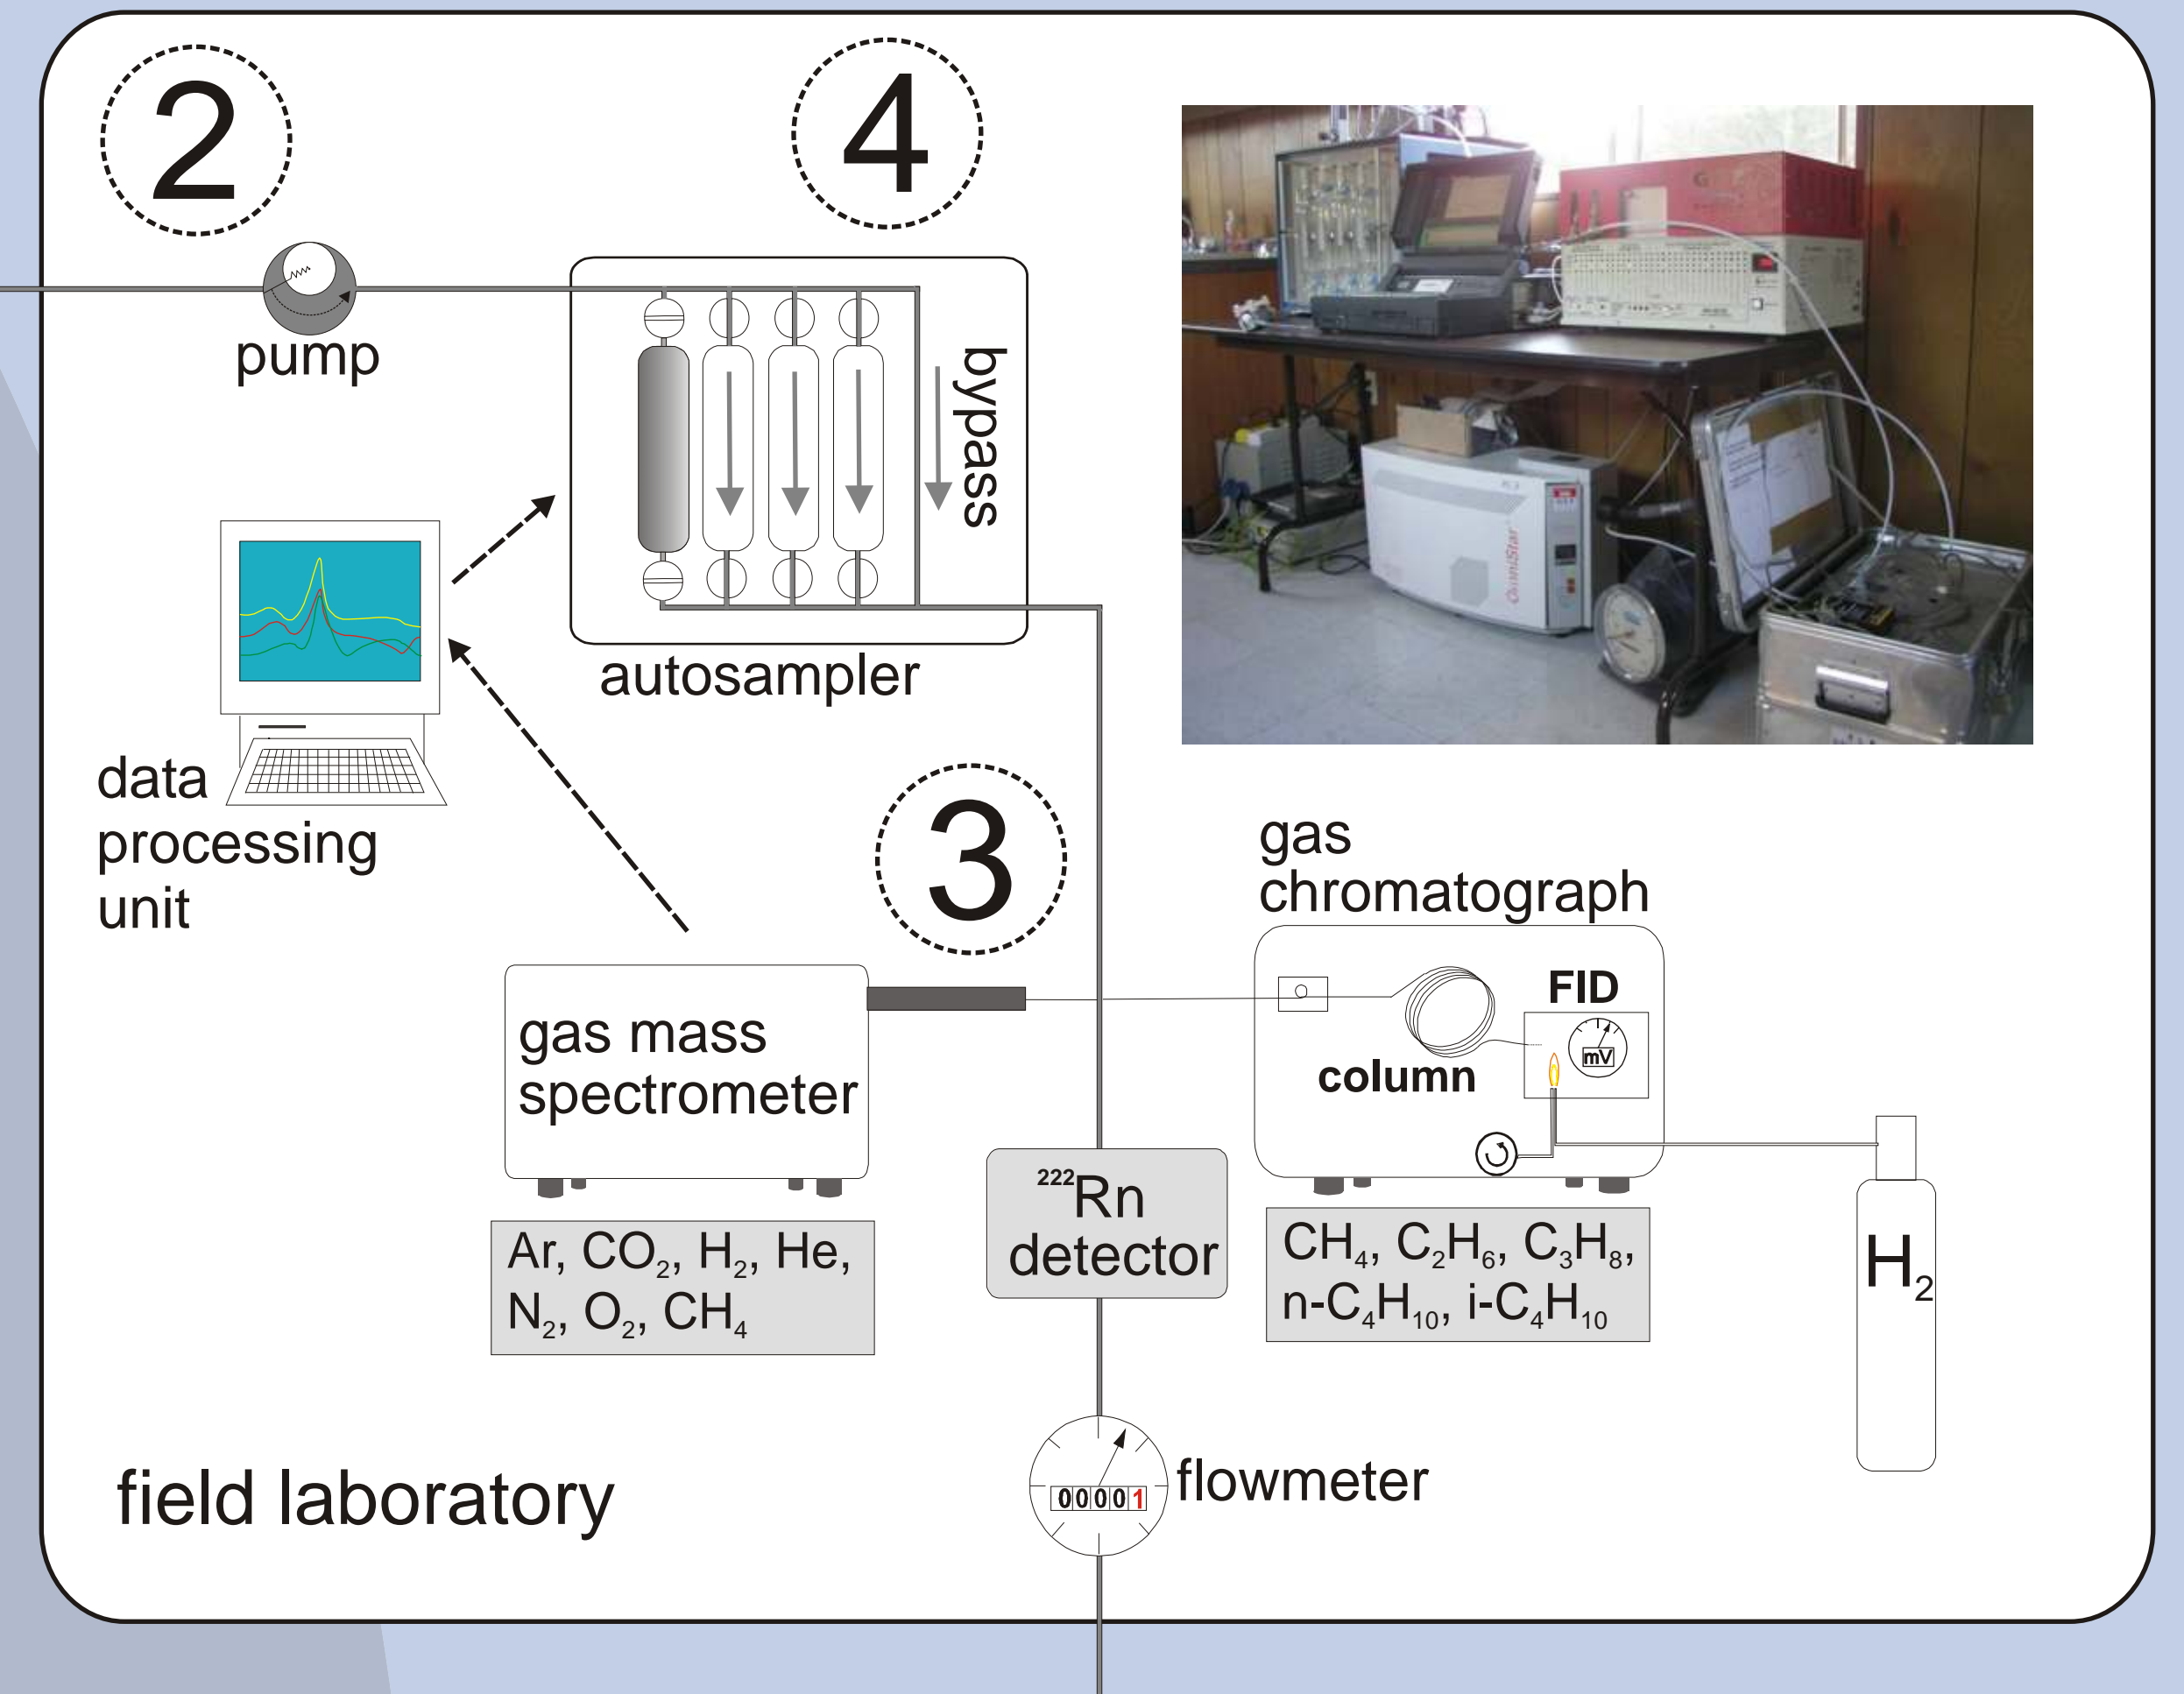 2
4
pump
bypass
autosampler
data
processing
unit
3
gas
chromatograph
FID
mV
column
gas mass
spectrometer
²²²Rn
detector
Ar, CO₂, H₂, He,
N₂, O₂, CH₄
CH₄, C₂H₆, C₃H₈,
n-C₄H₁₀, i-C₄H₁₀
H₂
flowmeter
00001
field laboratory
OmniStar